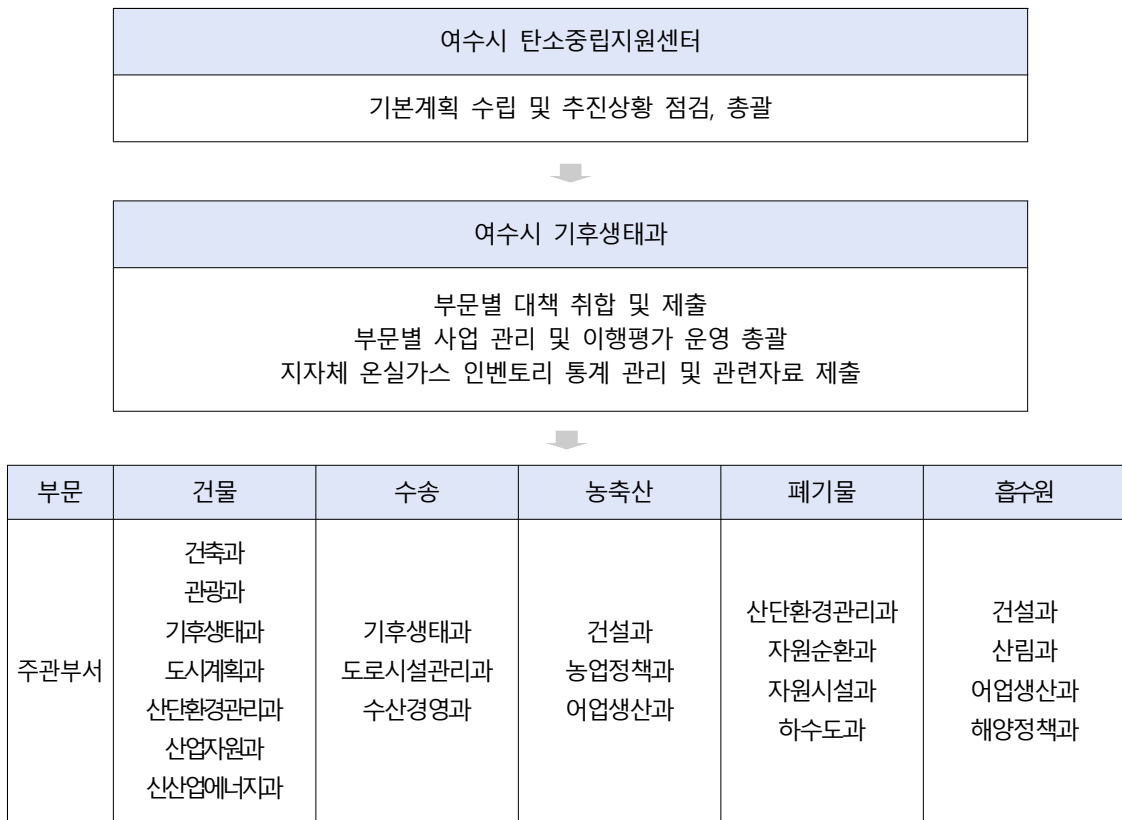 여수시 탄소중립지원센터
기본계획 수립 및 추진상황 점검, 총괄
여수시 기후생태과
부문별 대책 취합 및 제출
부문별 사업 관리 및 이행평가 운영 총괄
지자체 온실가스 인벤토리 통계 관리 및 관련자료 제출
부문 건물 수송 농축산 폐기물 흡수원
주관부서
건축과
관광과
기후생태과
도시계획과
산단환경관리과
산업지원과
신산업에너지과
기후생태과
도로시설관리과
수산경영과
건설과
농업정책과
어업생산과
산단환경관리과
자원순환과
자원시설과
하수도과
건설과
산림과
어업생산과
해양정책과